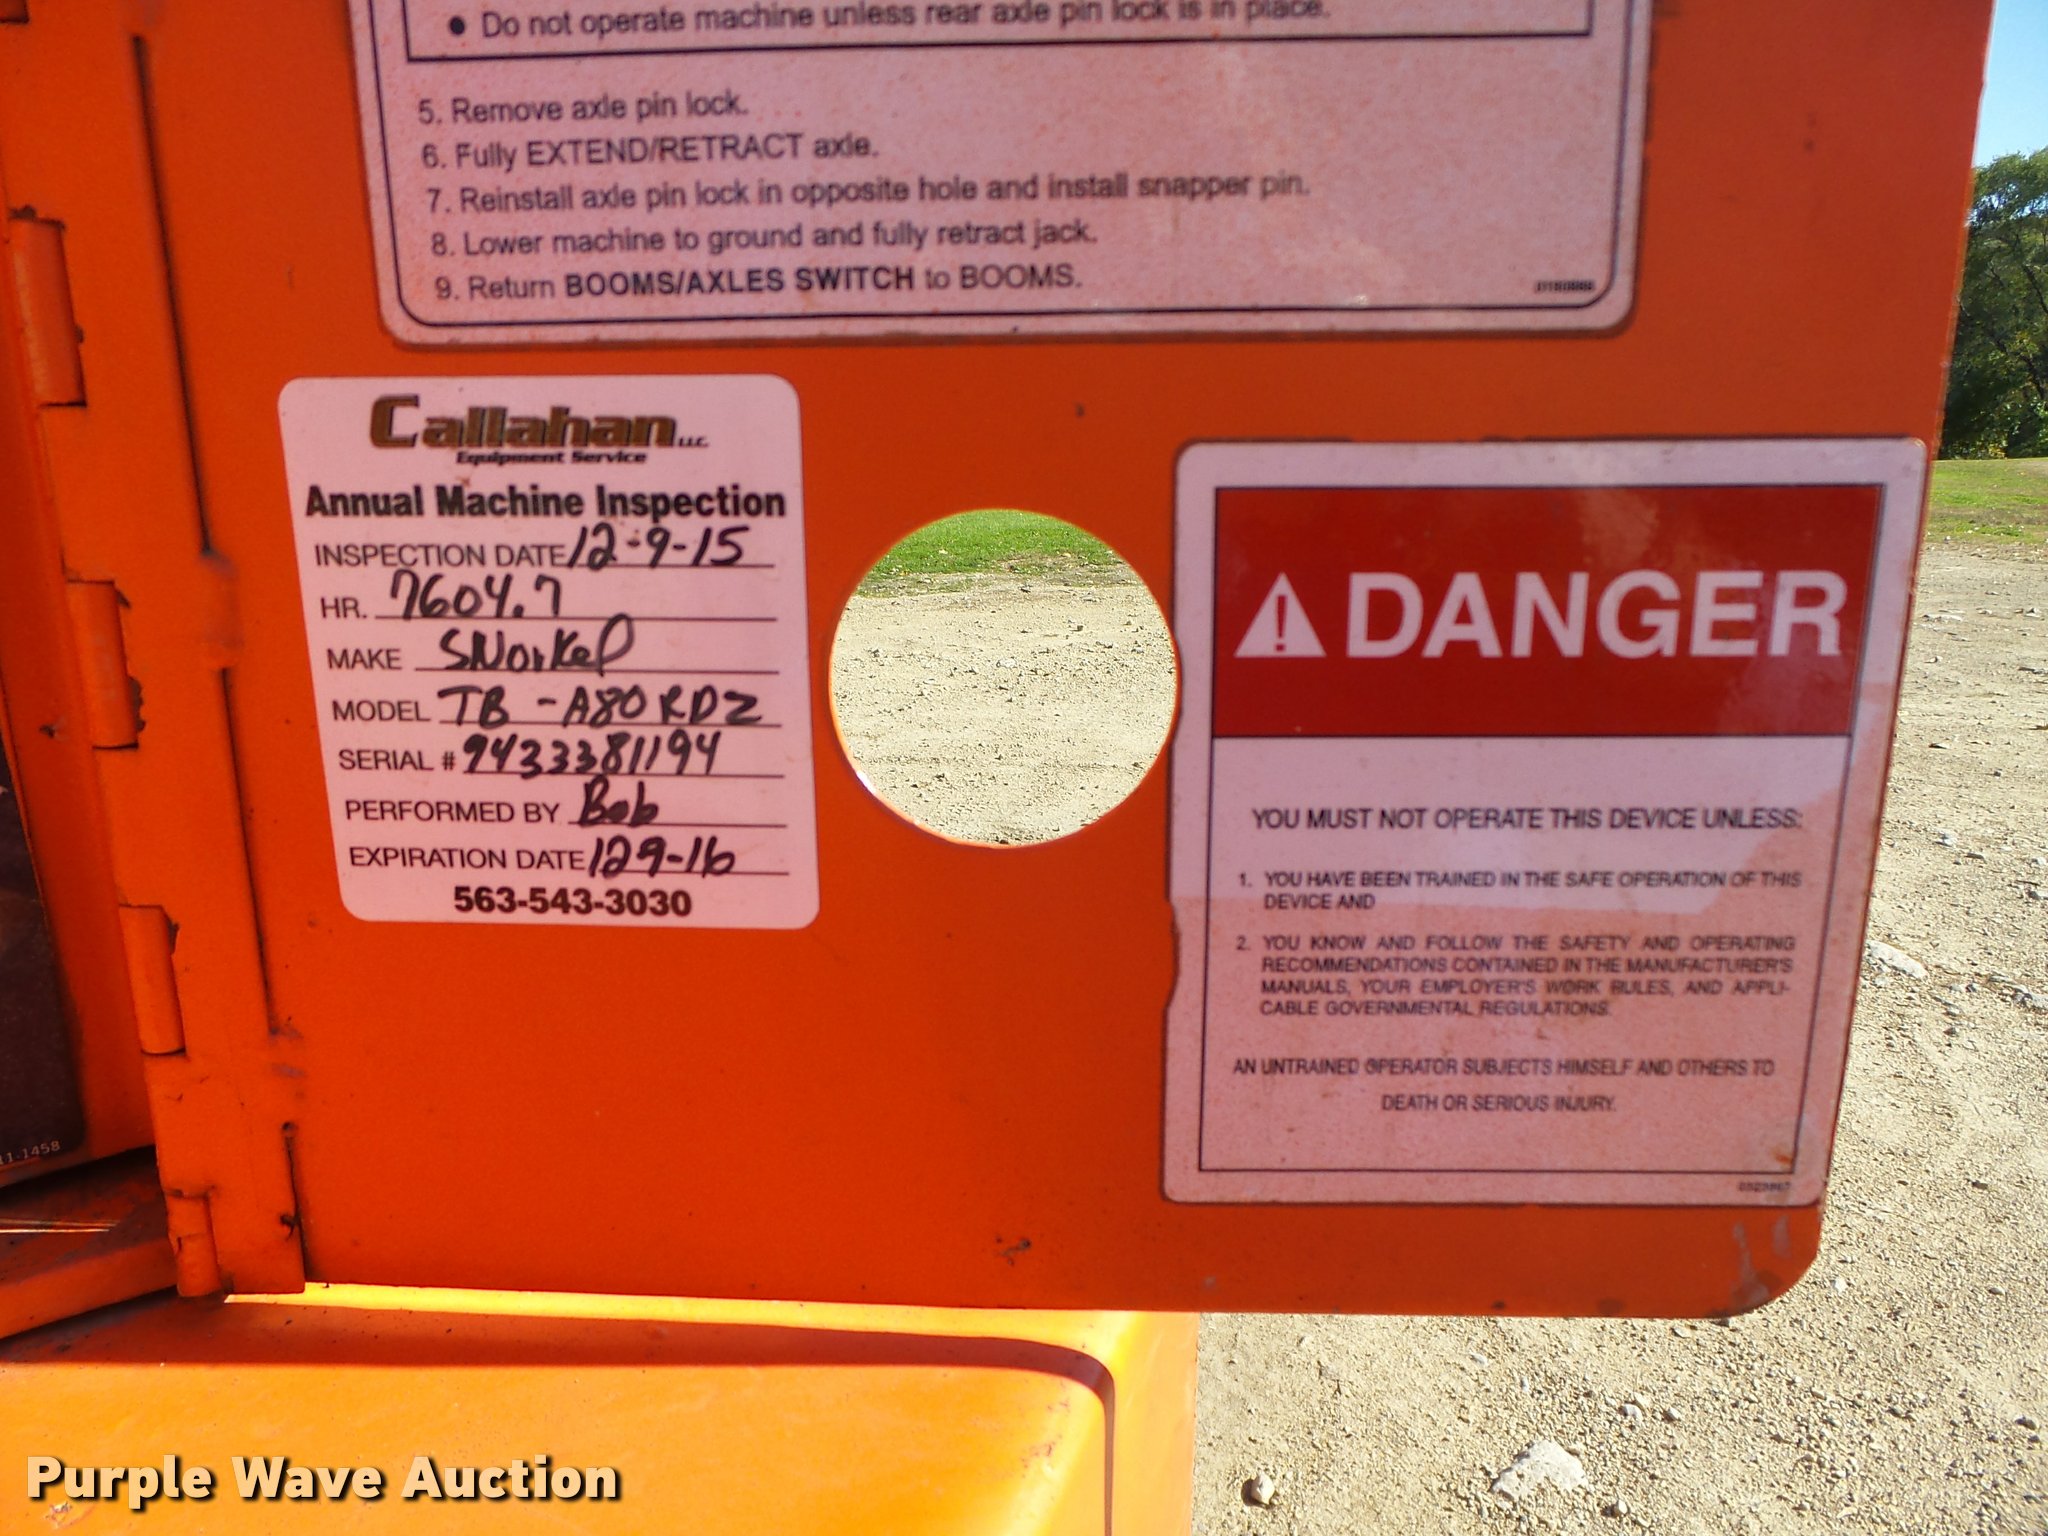 • Do not operate machine unless rear axle pin lock is in place.
5. Remove axle pin lock.
6. Fully EXTEND/RETRACT axle.
7. Reinstall axle pin lock in opposite hole and install snapper pin.
8. Lower machine to ground and fully retract jack.
9. Return BOOMS/AXLES SWITCH to BOOMS.
Callahan LLC.
Equipment Service
Annual Machine Inspection
INSPECTION DATE 12-9-15
HR. 7604.7
MAKE SNorkel
MODEL TB-A80RDZ
SERIAL # 9433381194
PERFORMED BY Bob
EXPIRATION DATE 129-16
563-543-3030
DANGER
YOU MUST NOT OPERATE THIS DEVICE UNLESS:
1. YOU HAVE BEEN TRAINED IN THE SAFE OPERATION OF THIS
DEVICE AND
2. YOU KNOW AND FOLLOW THE SAFETY AND OPERATING
RECOMMENDATIONS CONTAINED IN THE MANUFACTURER'S
MANUALS, YOUR EMPLOYER'S WORK RULES, AND APPLI-
CABLE GOVERNMENTAL REGULATIONS.
AN UNTRAINED OPERATOR SUBJECTS HIMSELF AND OTHERS TO
DEATH OR SERIOUS INJURY.
11-1458
Purple Wave Auction